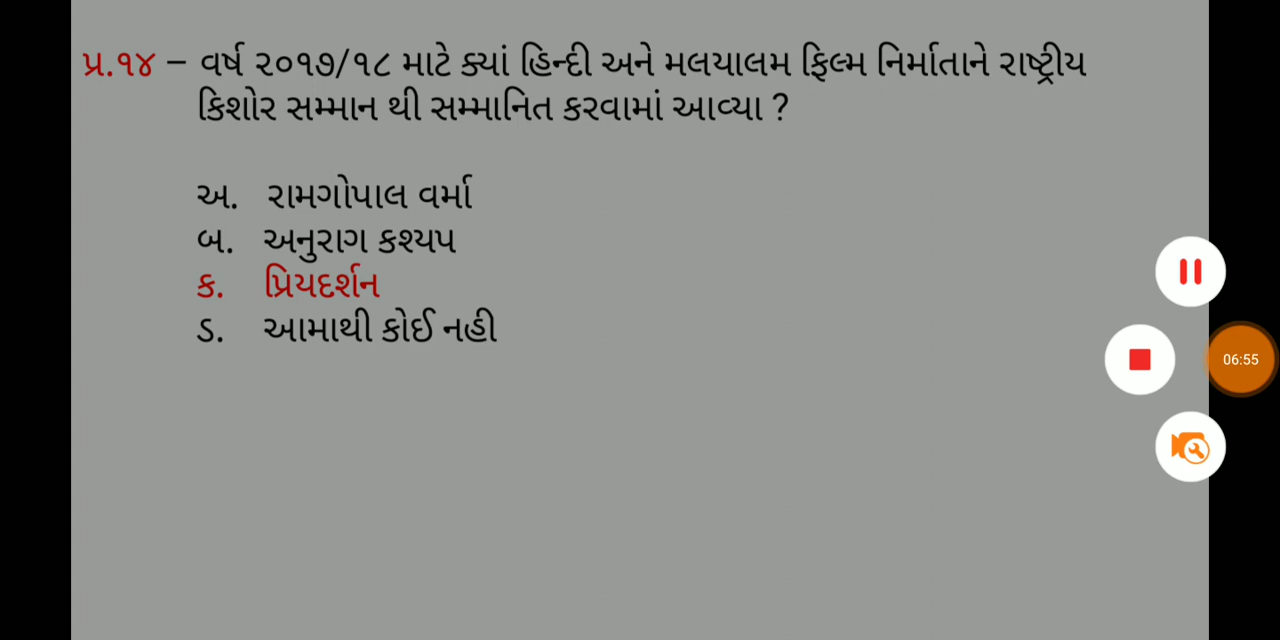 પ્ર.૧૪ – વર્ષ ૨૦૧૭/૧૮ માટે ક્યાં હિન્દી અને મલયાલમ ફિલ્મ નિર્માતાને રાષ્ટ્રીય
કિશોર સમ્માન થી સમ્માનિત કરવામાં આવ્યા ?
અ. રામગોપાલ વર્મા
બ. અનુરાગ કશ્યપ
ક. પ્રિયદર્શન
ડ. આમાથી કોઈ નહી
06:55